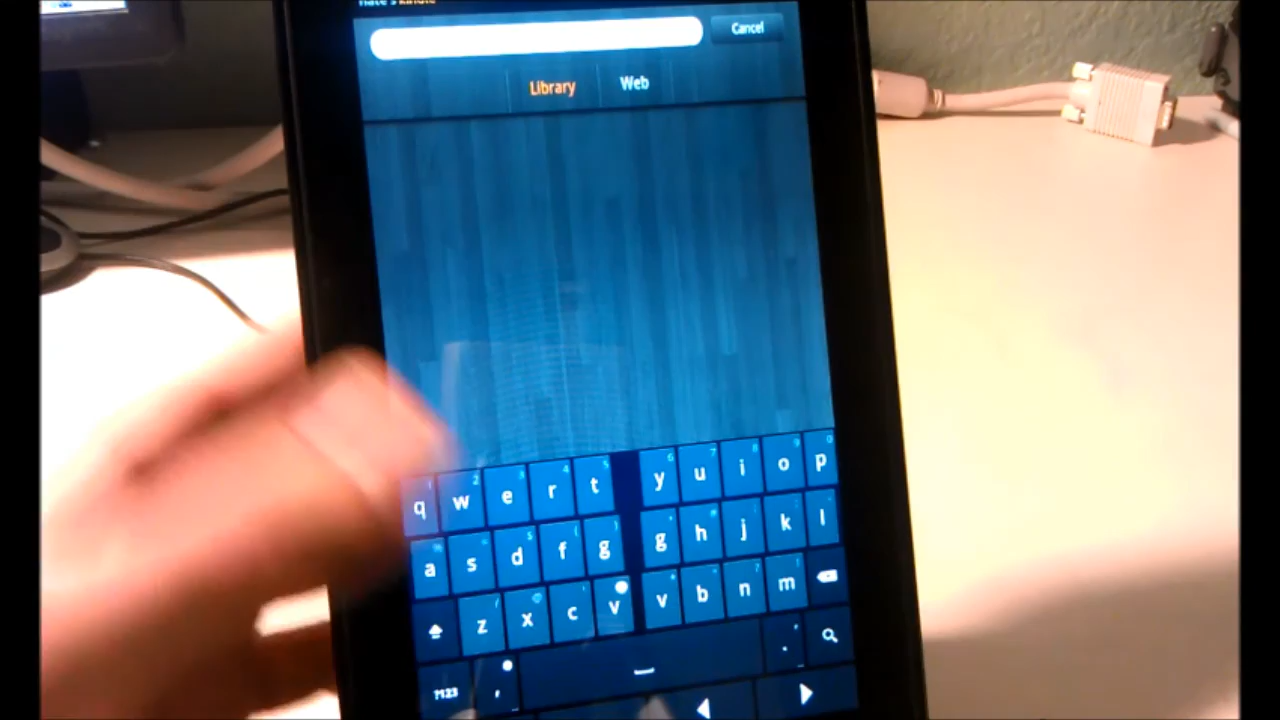 Cancel
Library Web
q w e r t y u i o p
a s d f g g h j k l
z x c v v b n m
?123 , .